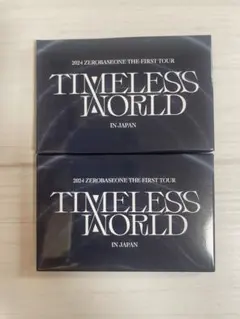 2024 ZEROBASEONE THE FIRST TOUR
TIMELESS
WORLD
IN JAPAN
2024 ZEROBASEONE THE FIRST TOUR
TIMELESS
WORLD
IN JAPAN